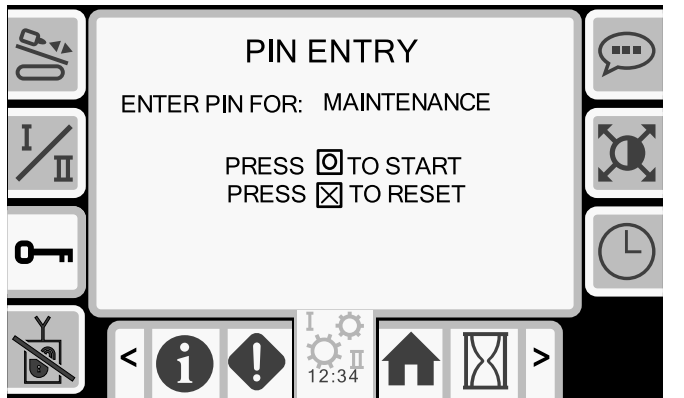 PIN ENTRY
ENTER PIN FOR: MAINTENANCE
PRESS O TO START
PRESS X TO RESET
I
II
I
II
12:34
< i ! >